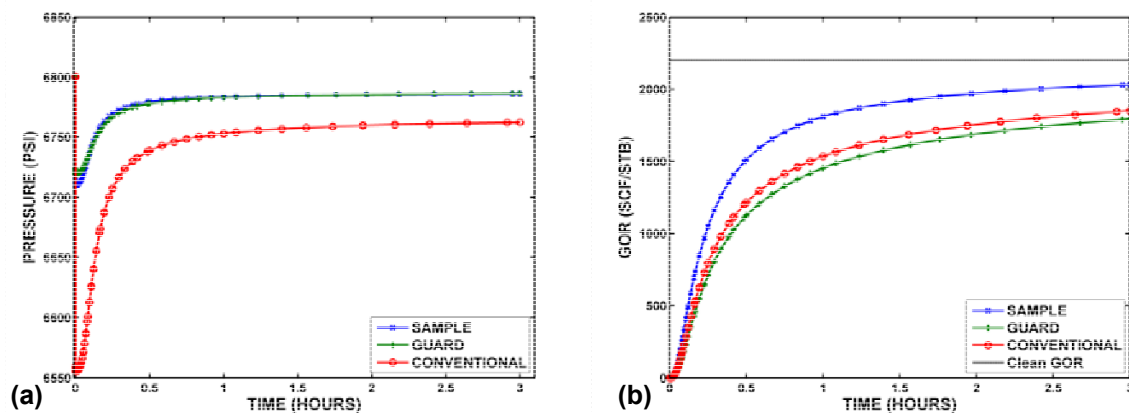 6850
6800
6750
6700
6650
6600
6550
PRESSURE (PSI)
0 0.5 1 1.5 2 2.5 3
TIME (HOURS)
SAMPLE
GUARD
CONVENTIONAL
(a)
2500
2000
1500
1000
500
0
GOR (SCF/STB)
0 0.5 1 1.5 2 2.5 3
TIME (HOURS)
SAMPLE
GUARD
CONVENTIONAL
Clean GOR
(b)